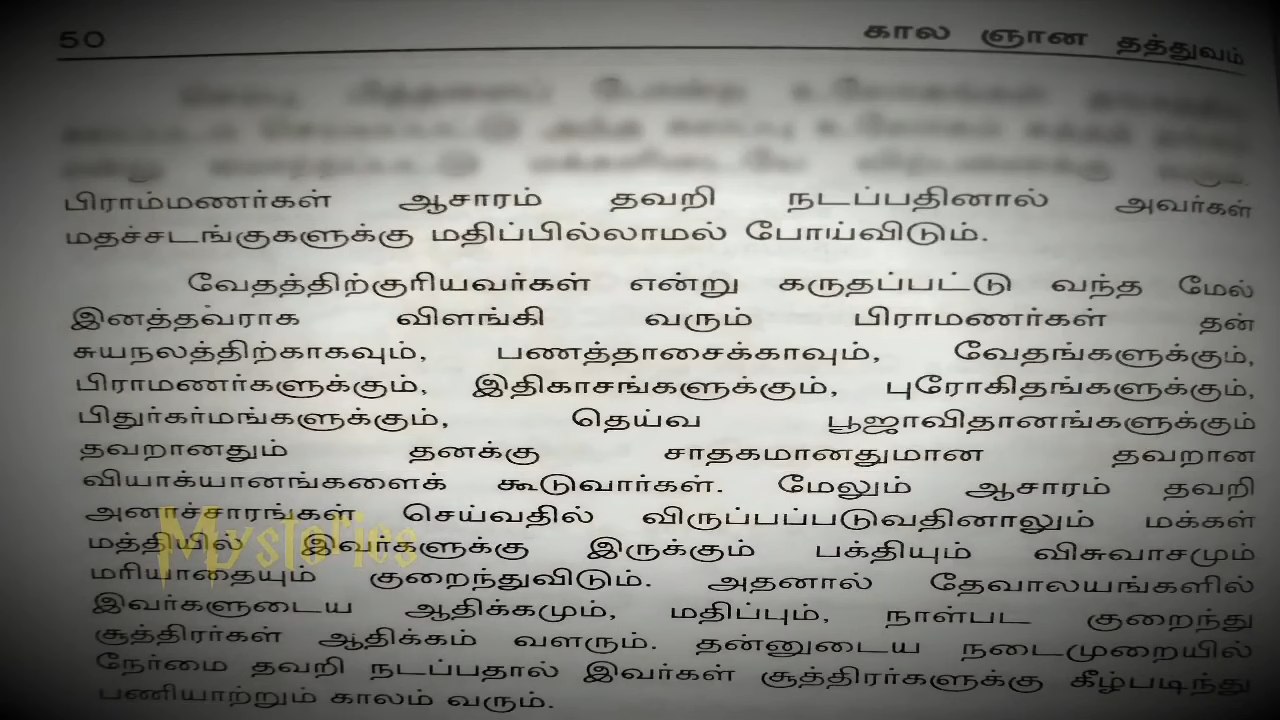 50
கால ஞான தத்துவம்
பிராம்மணர்கள் ஆசாரம் தவறி நடப்பதினால் அவர்கள்
மதச்சடங்குகளுக்கு மதிப்பில்லாமல் போய்விடும்.
வேதத்திற்குரியவர்கள் என்று கருதப்பட்டு வந்த மேல்
இனத்தவ்ராக விளங்கி வரும் பிராமணர்கள் தன்
சுயநலத்திற்காகவும், பணத்தாசைக்காவும், வேதங்களுக்கும்,
பிராமணர்களுக்கும், இதிகாசங்களுக்கும், புரோகிதங்களுக்கும்,
பிதுர்கர்மங்களுக்கும், தெய்வ பூஜாவிதானங்களுக்கும்
தவறானதும் தனக்கு சாதகமானதுமான தவறான
வியாக்யானங்களைக் கூடுவார்கள். மேலும் ஆசாரம் தவறி
அனாச்சாரங்கள் செய்வதில் விருப்பப்படுவதினாலும் மக்கள்
மத்தியில் இவர்களுக்கு இருக்கும் பக்தியும் விசுவாசமும்
மரியாதையும் குறைந்துவிடும். அதனால் தேவாலயங்களில்
இவர்களுடைய ஆதிக்கமும், மதிப்பும், நாள்பட குறைந்து
சூத்திரர்கள் ஆதிக்கம் வளரும். தன்னுடைய நடைமுறையில்
நேர்மை தவறி நடப்பதால் இவர்கள் சூத்திரர்களுக்கு கீழ்படிந்து
பணியாற்றும் காலம் வரும்.
Mysteries